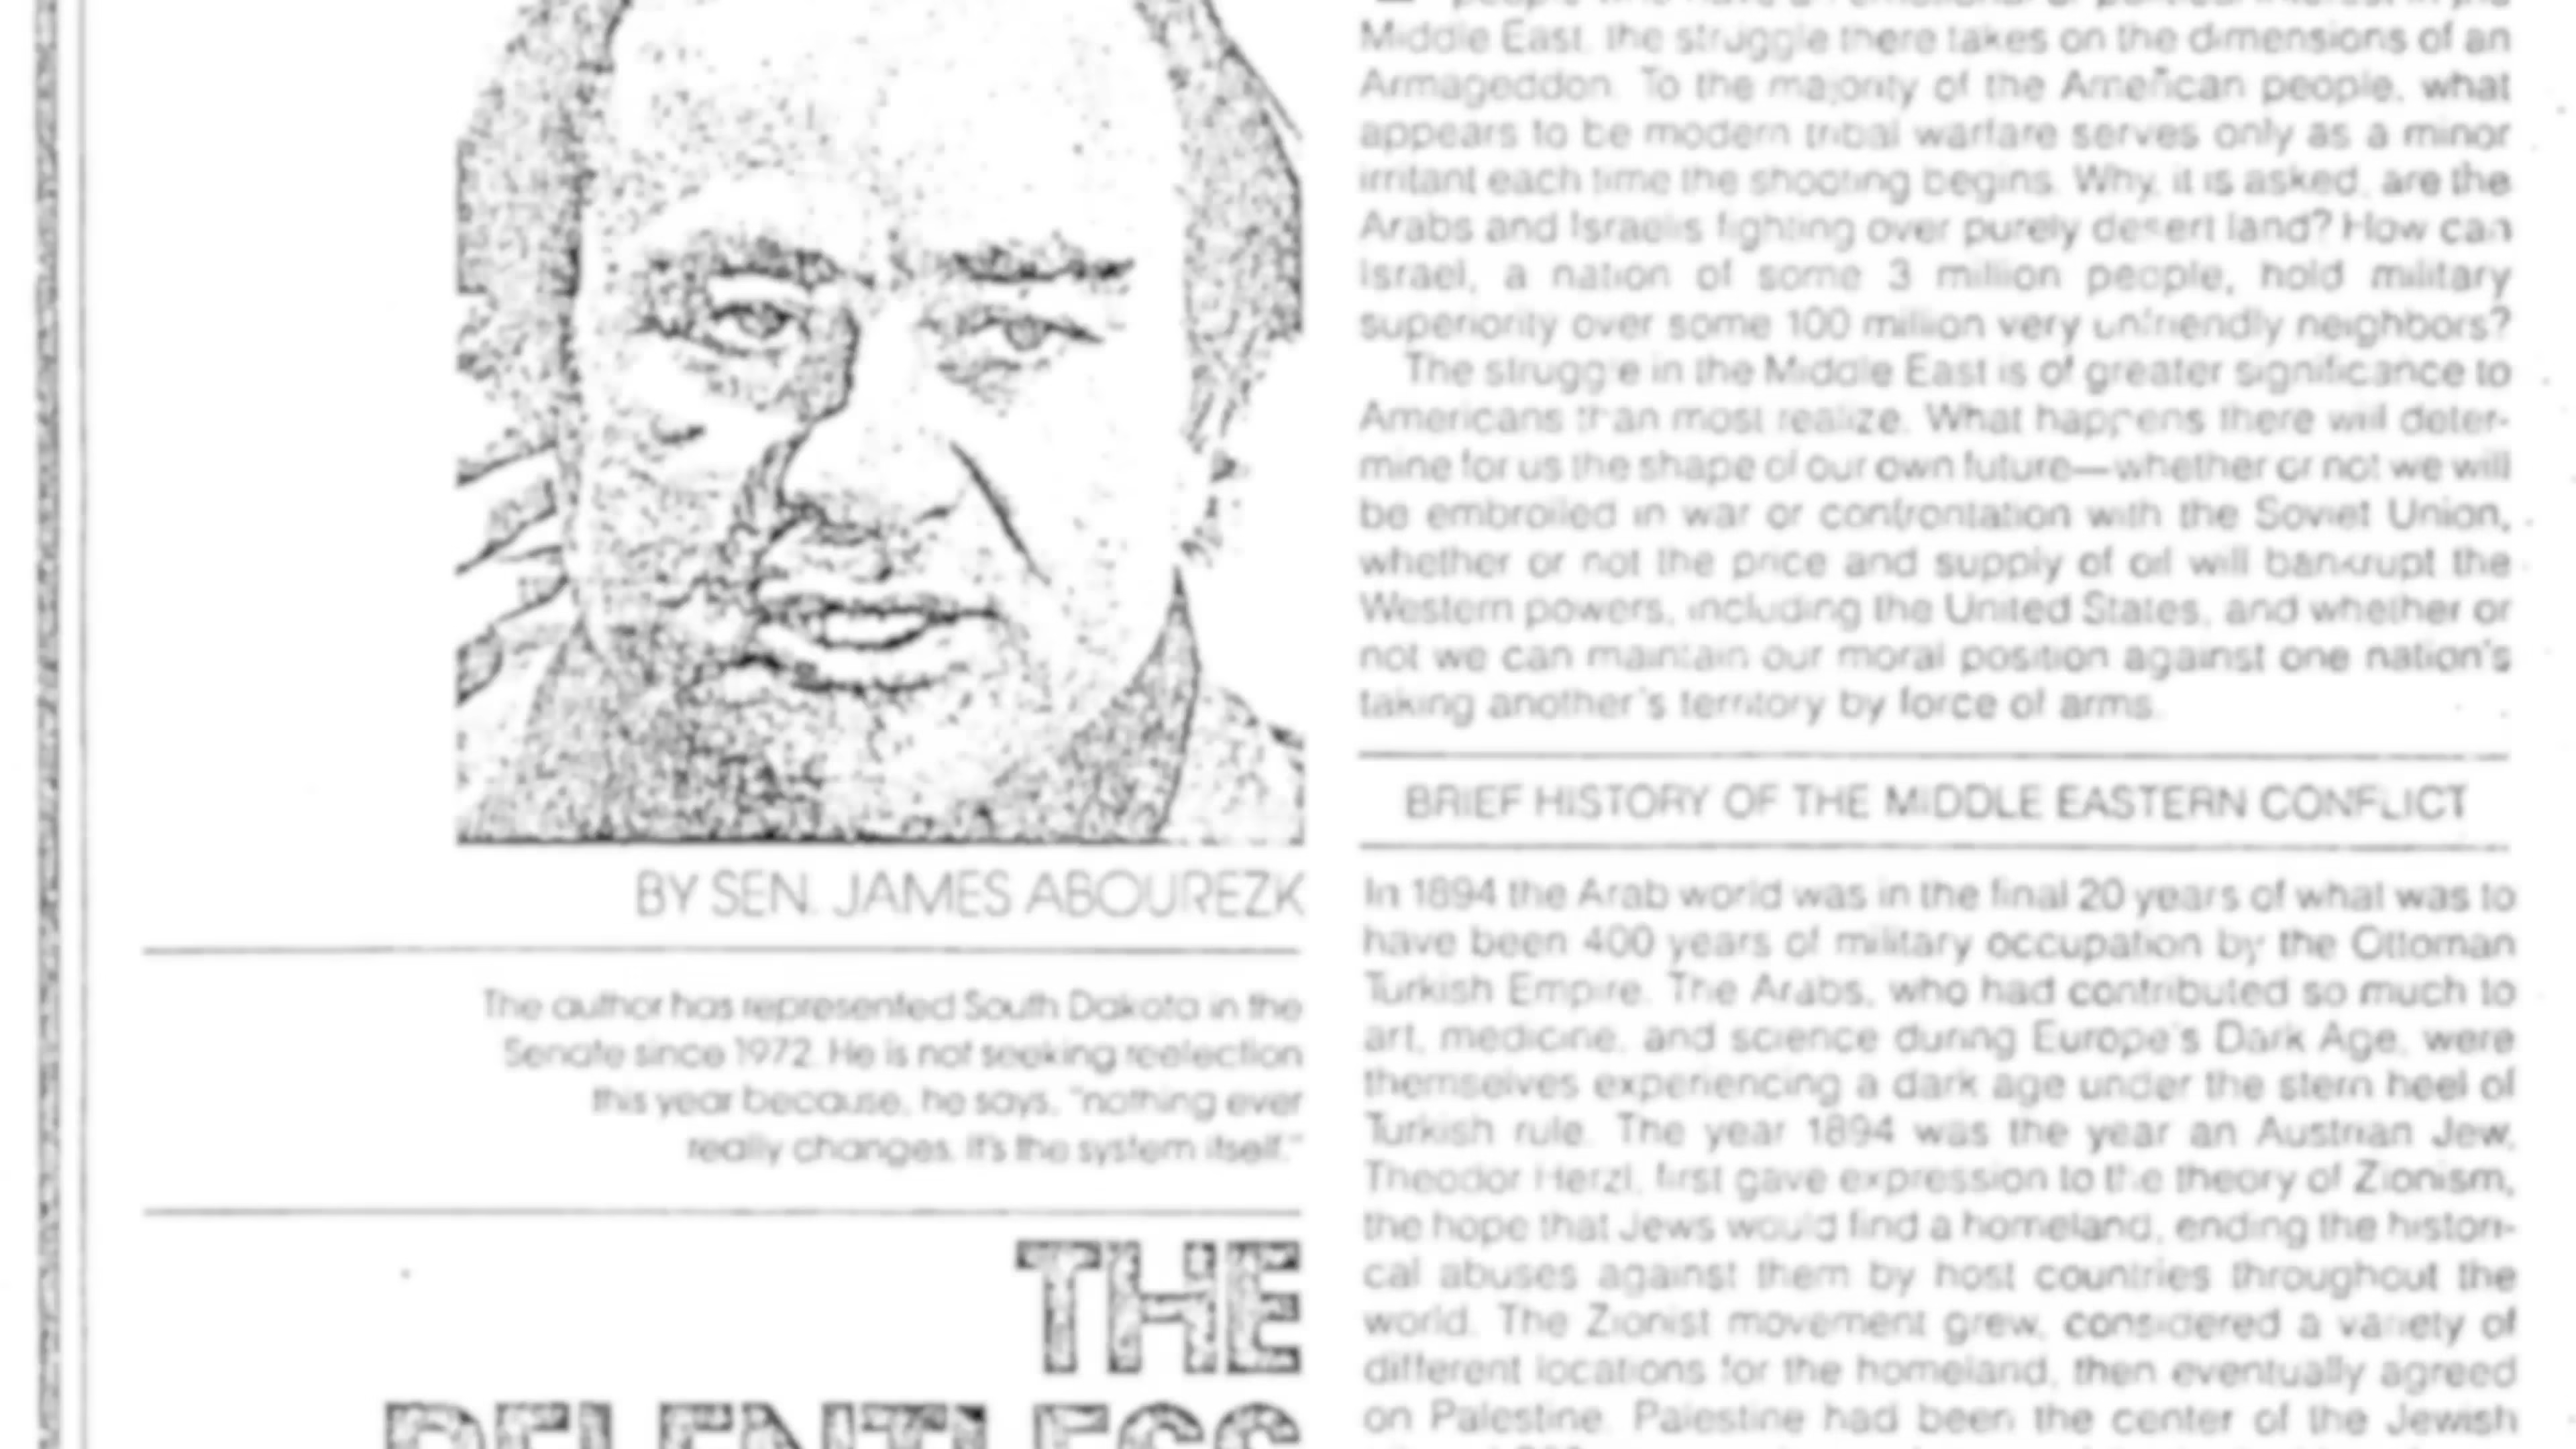 BY SEN. JAMES ABOUREZK
The author has represented South Dakota in the
Senate since 1972. He is not seeking reelection
this year because, he says, "nothing ever
really changes. It's the system itself."
THE
RELENTLESS
people who have an emotional or political interest in the
Middle East, the struggle there takes on the dimensions of an
Armageddon. To the majority of the American people, what
appears to be modern tribal warfare serves only as a minor
irritant each time the shooting begins. Why, it is asked, are the
Arabs and Israelis fighting over purely desert land? How can
Israel, a nation of some 3 million people, hold military
superiority over some 100 million very unfriendly neighbors?
The struggle in the Middle East is of greater significance to
Americans than most realize. What happens there will deter-
mine for us the shape of our own future—whether or not we will
be embroiled in war or confrontation with the Soviet Union,
whether or not the price and supply of oil will bankrupt the
Western powers, including the United States, and whether or
not we can maintain our moral position against one nation's
taking another's territory by force of arms.
BRIEF HISTORY OF THE MIDDLE EASTERN CONFLICT
In 1894 the Arab world was in the final 20 years of what was to
have been 400 years of military occupation by the Ottoman
Turkish Empire. The Arabs, who had contributed so much to
art, medicine, and science during Europe's Dark Age, were
themselves experiencing a dark age under the stern heel of
Turkish rule. The year 1894 was the year an Austrian Jew,
Theodor Herzl, first gave expression to the theory of Zionism,
the hope that Jews would find a homeland, ending the histori-
cal abuses against them by host countries throughout the
world. The Zionist movement grew, considered a variety of
different locations for the homeland, then eventually agreed
on Palestine. Palestine had been the center of the Jewish